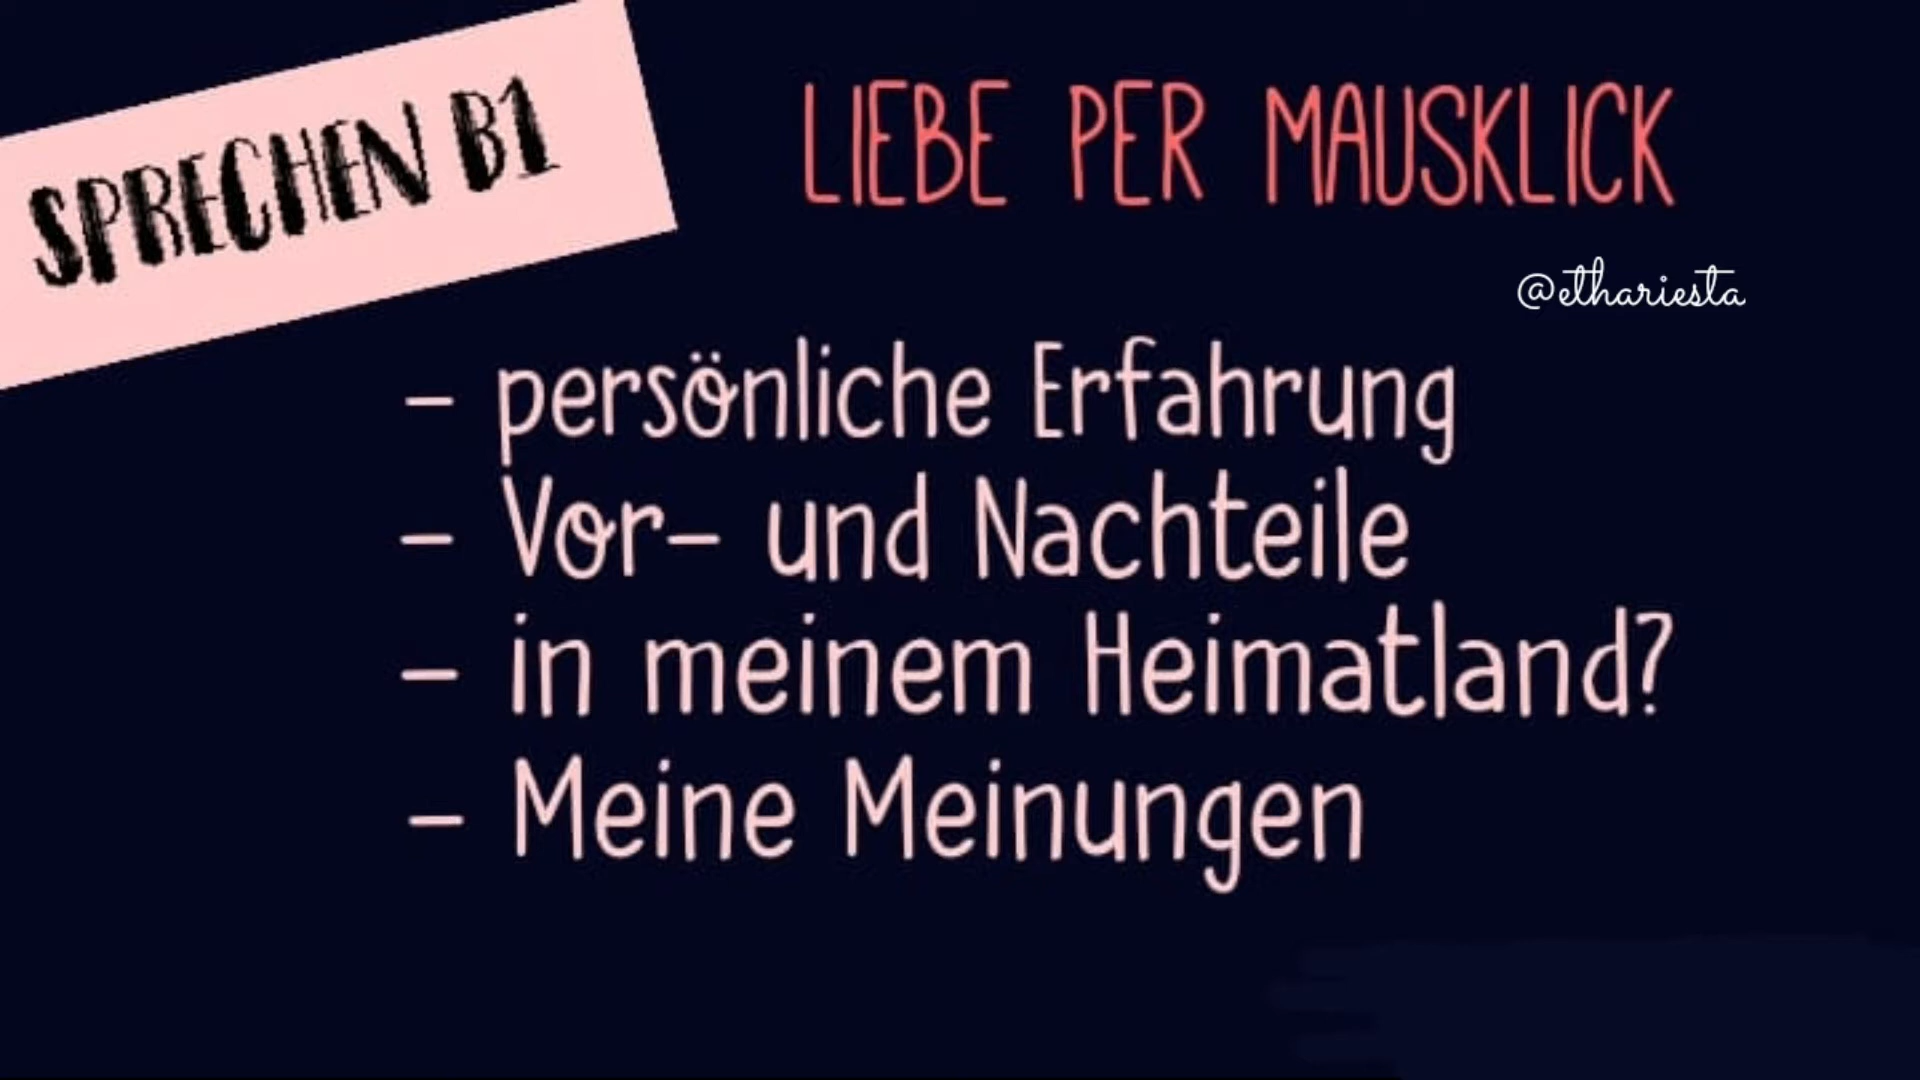 SPRECHEN B1
LIEBE PER MAUSKLICK
@ethariesta
- persönliche Erfahrung
- Vor- und Nachteile
- in meinem Heimatland?
- Meine Meinungen